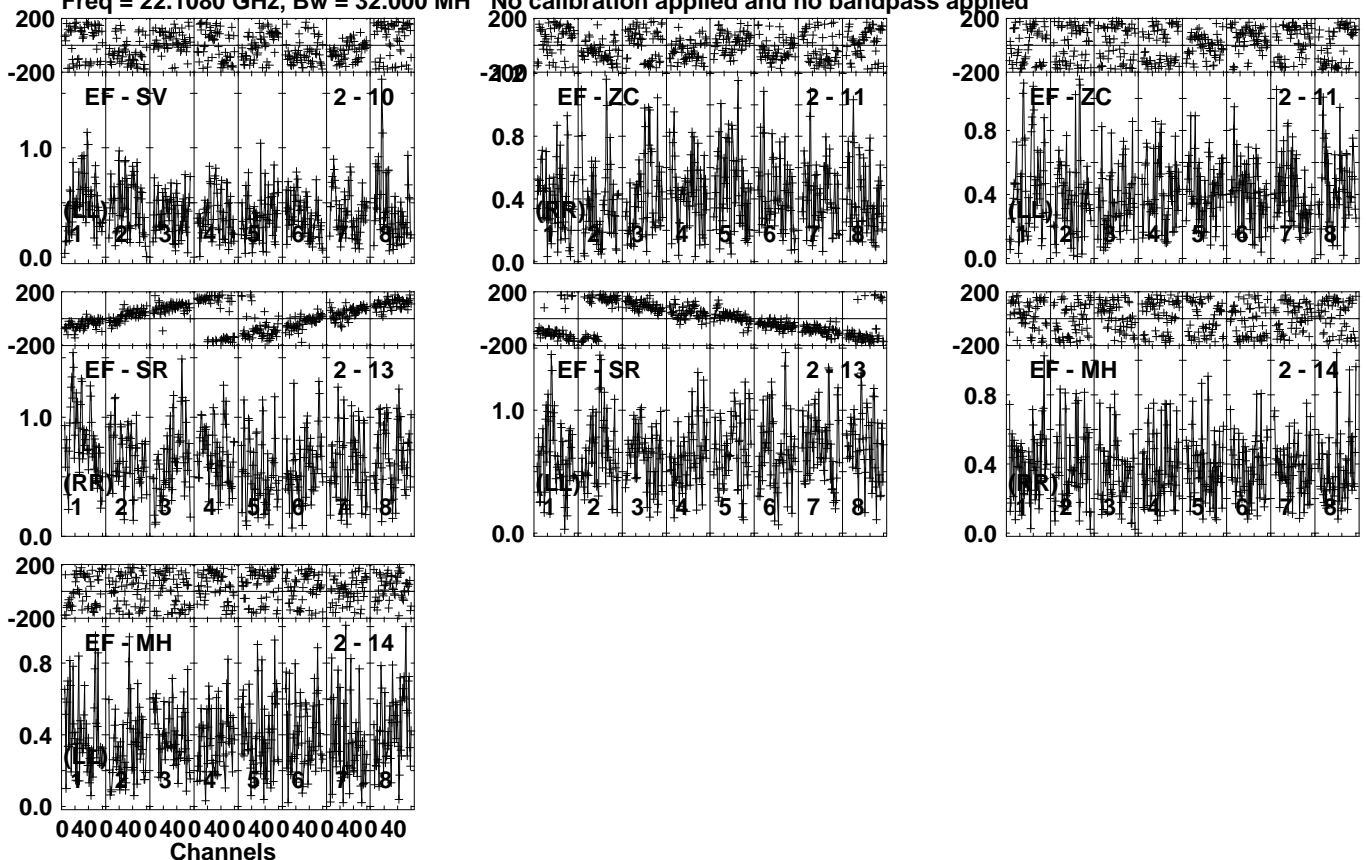 Freq = 22.1080 GHz, Bw = 32.000 MH No calibration applied and no bandpass applied
200
-200
EF - SV 2 - 10
1.0
(LL)
1 2 3 4 5 6 7 8
0.0
200
-200
1.2
EF - ZC 2 - 11
0.8
0.4
(RR)
1 2 3 4 5 6 7 8
0.0
200
-200
EF - ZC 2 - 11
0.8
0.4
(LL)
1 2 3 4 5 6 7 8
0.0
200
-200
EF - SR 2 - 13
1.0
(RR)
1 2 3 4 5 6 7 8
0.0
200
-200
EF - SR 2 - 13
1.0
(LL)
1 2 3 4 5 6 7 8
0.0
200
-200
EF - MH 2 - 14
0.8
0.4
(RR)
1 2 3 4 5 6 7 8
0.0
200
-200
EF - MH 2 - 14
0.8
0.4
(LL)
1 2 3 4 5 6 7 8
0.0
0 40 0 40 0 40 0 40 0 40 0 40 0 40 0 40
Channels